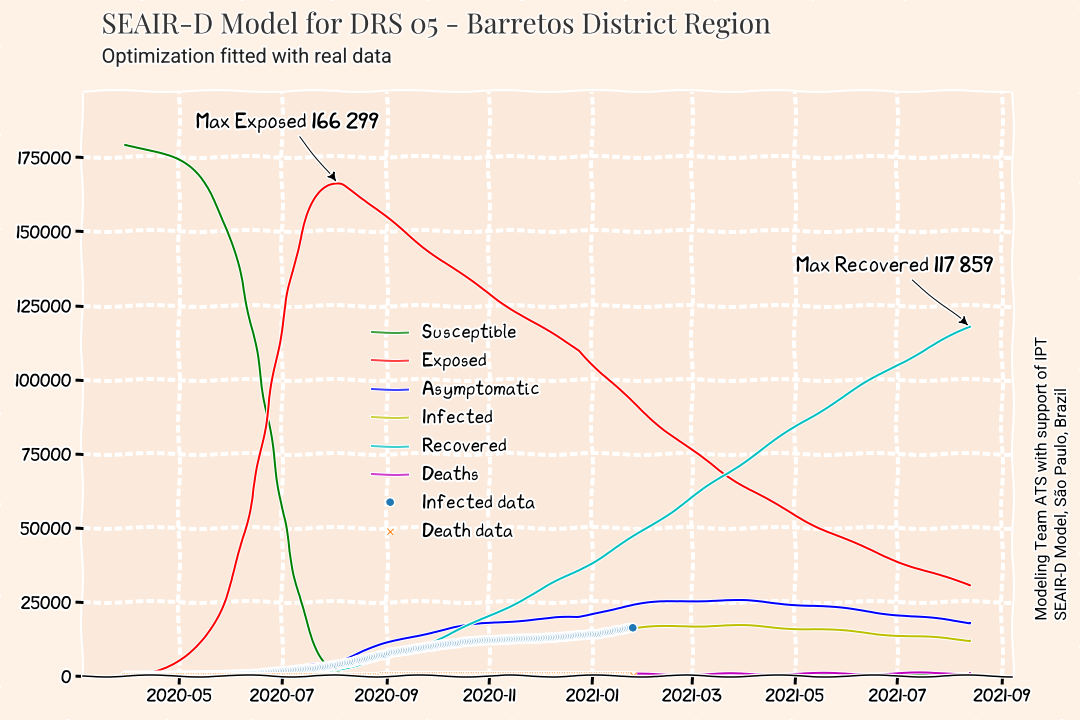 SEAIR-D Model for DRS 05 - Barretos District Region
Optimization fitted with real data
Max Exposed 166 299
Max Recovered 117 859
175000
150000
125000
100000
75000
50000
25000
0
Susceptible
Exposed
Asymptomatic
Infected
Recovered
Deaths
Infected data
Death data
2020-05
2020-07
2020-09
2020-11
2021-01
2021-03
2021-05
2021-07
2021-09
Modeling Team ATS with support of IPT
SEAIR-D Model, São Paulo, Brazil